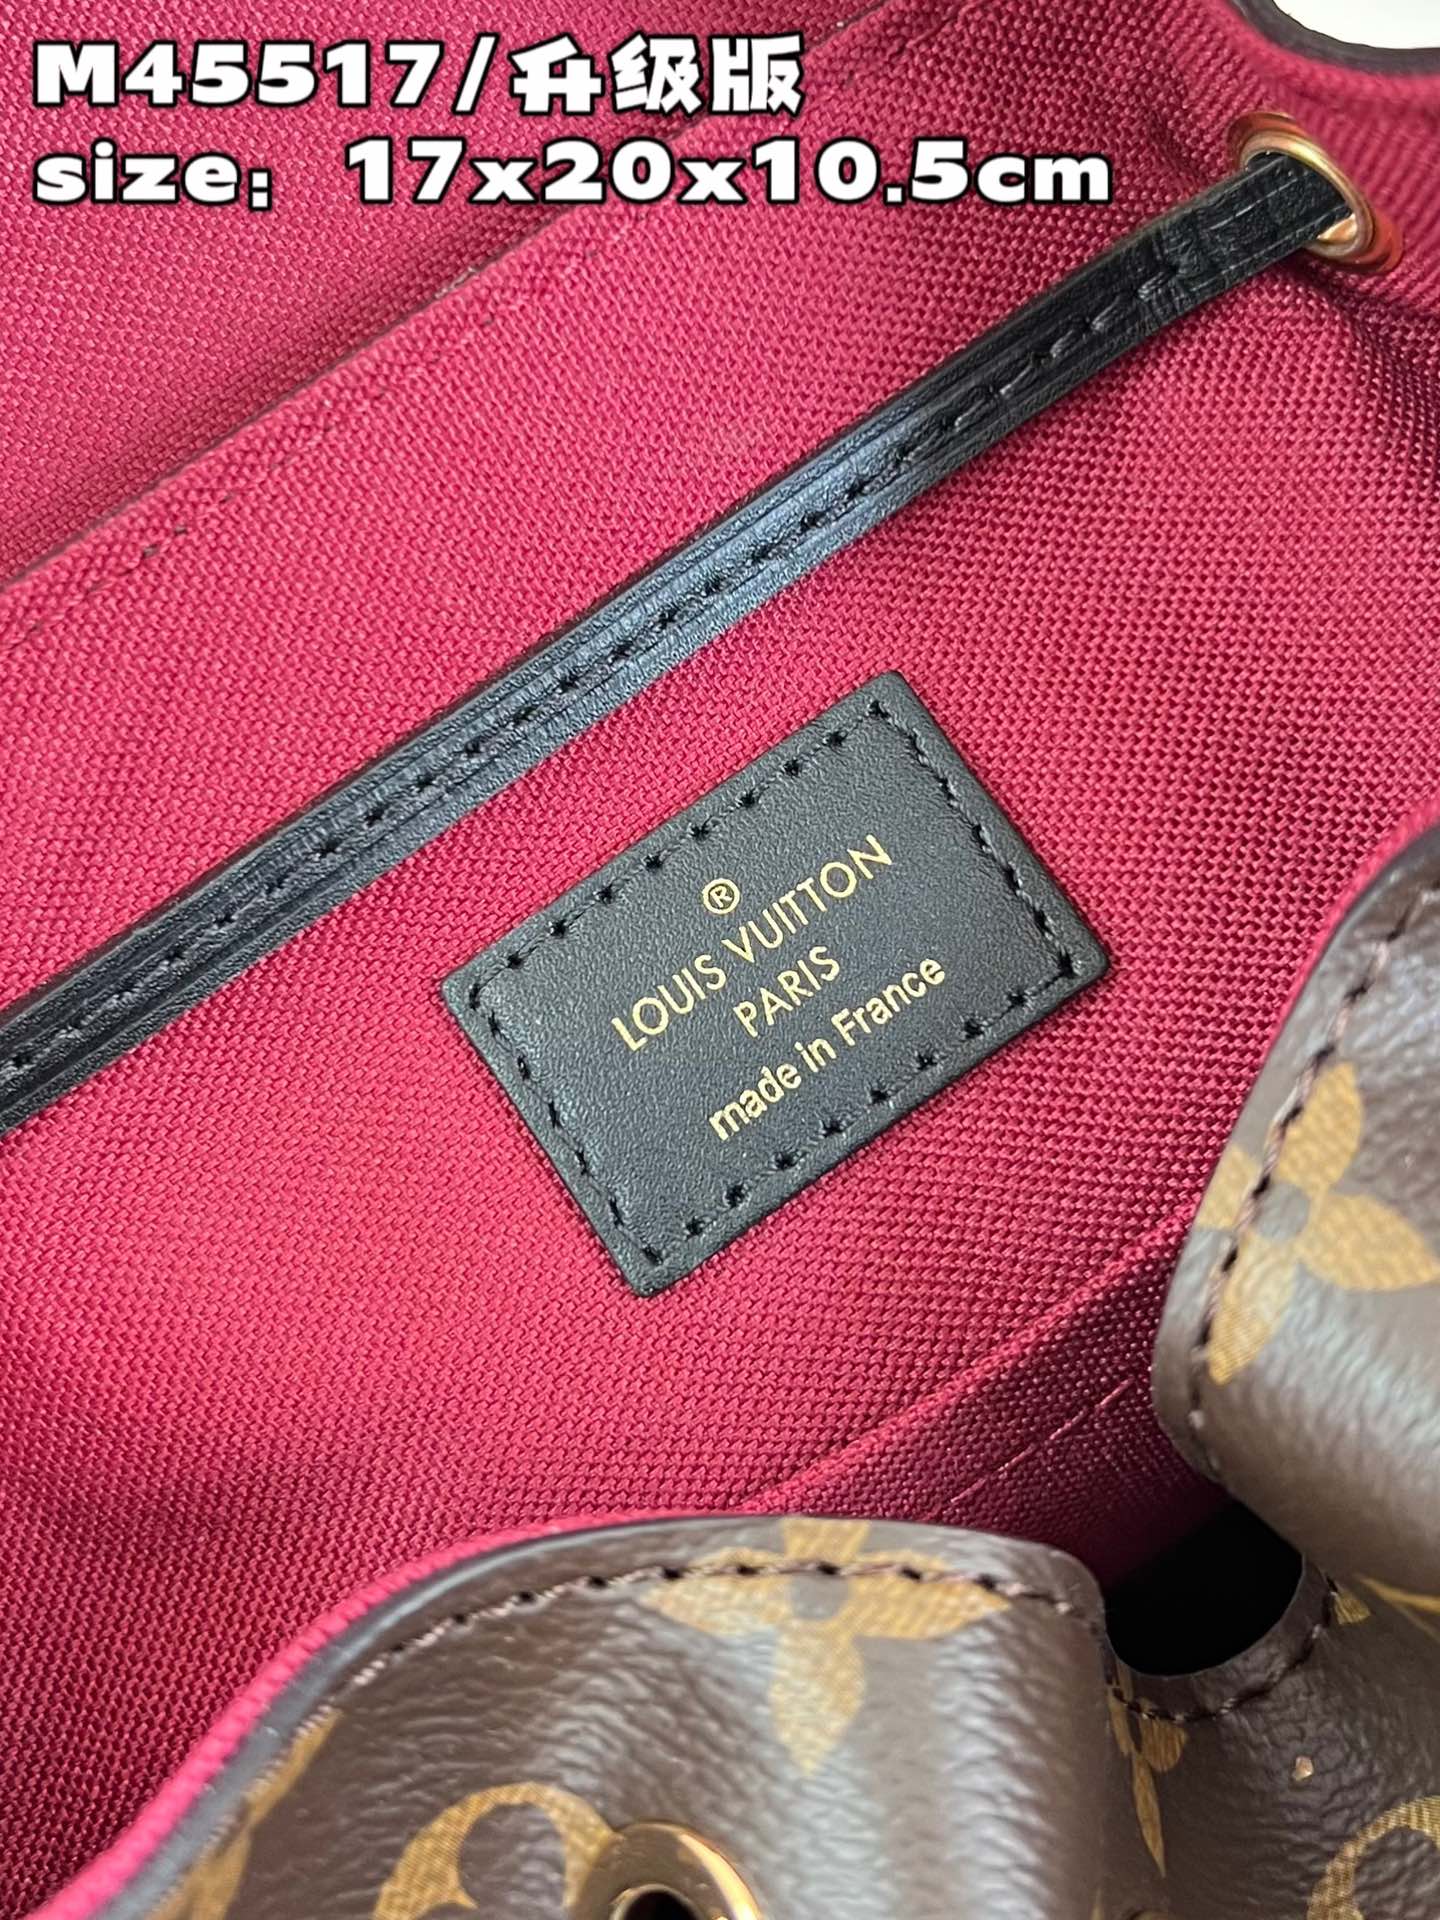 M45517/升级版
size：17x20x10.5cm
®
LOUIS VUITTON
PARIS
made in France